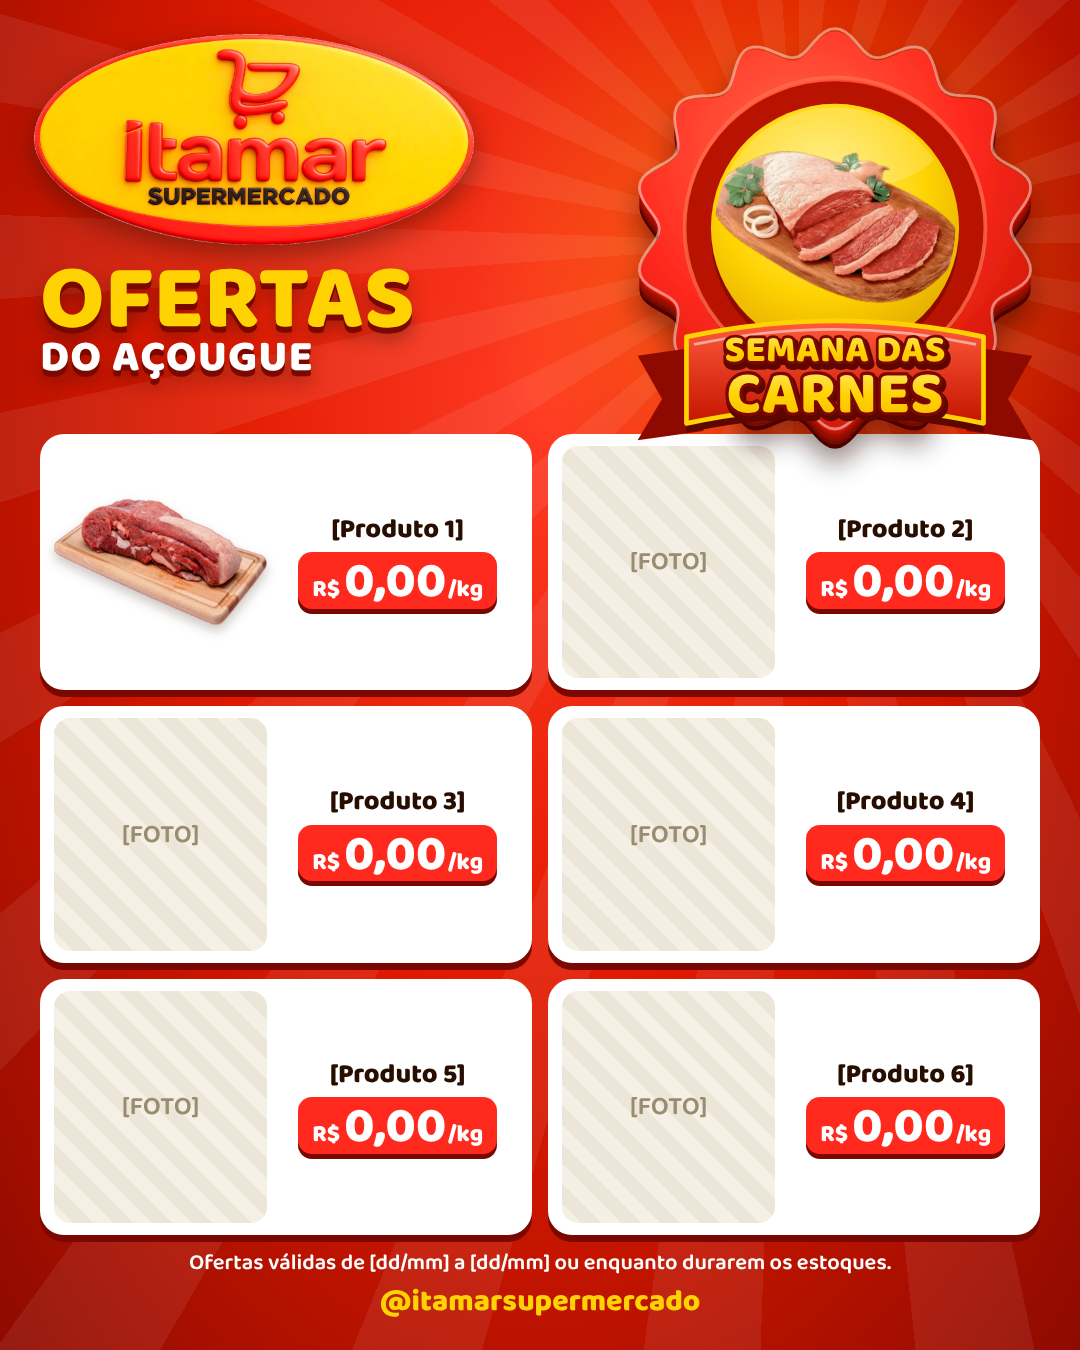 itamar
SUPERMERCADO
OFERTAS
DO AÇOUGUE
SEMANA DAS
CARNES
[Produto 1]
R$ 0,00/kg
[FOTO]
[Produto 2]
R$ 0,00/kg
[FOTO]
[Produto 3]
R$ 0,00/kg
[FOTO]
[Produto 4]
R$ 0,00/kg
[FOTO]
[Produto 5]
R$ 0,00/kg
[FOTO]
[Produto 6]
R$ 0,00/kg
Ofertas válidas de [dd/mm] a [dd/mm] ou enquanto durarem os estoques.
@itamarsupermercado